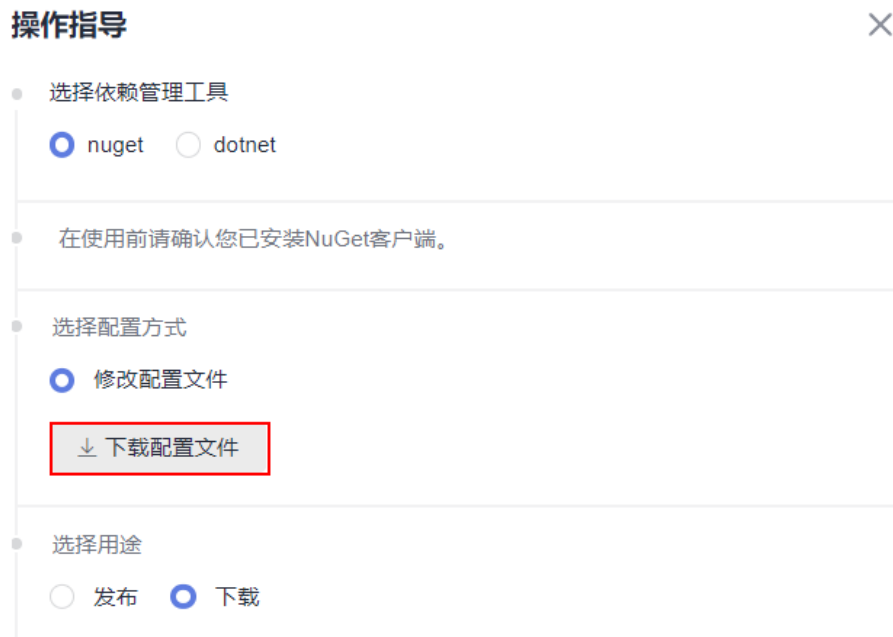 操作指导
选择依赖管理工具
nuget dotnet
在使用前请确认您已安装NuGet客户端。
选择配置方式
修改配置文件
下载配置文件
选择用途
发布 下载